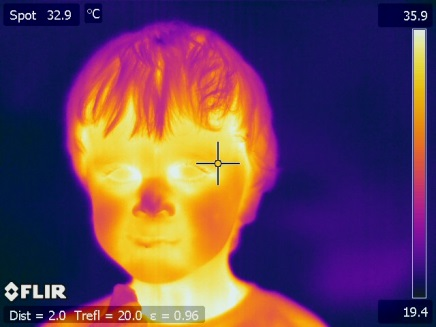 Spot 32.9 °C
35.9
19.4
FLIR
Dist = 2.0 Trefl = 20.0 ε = 0.96